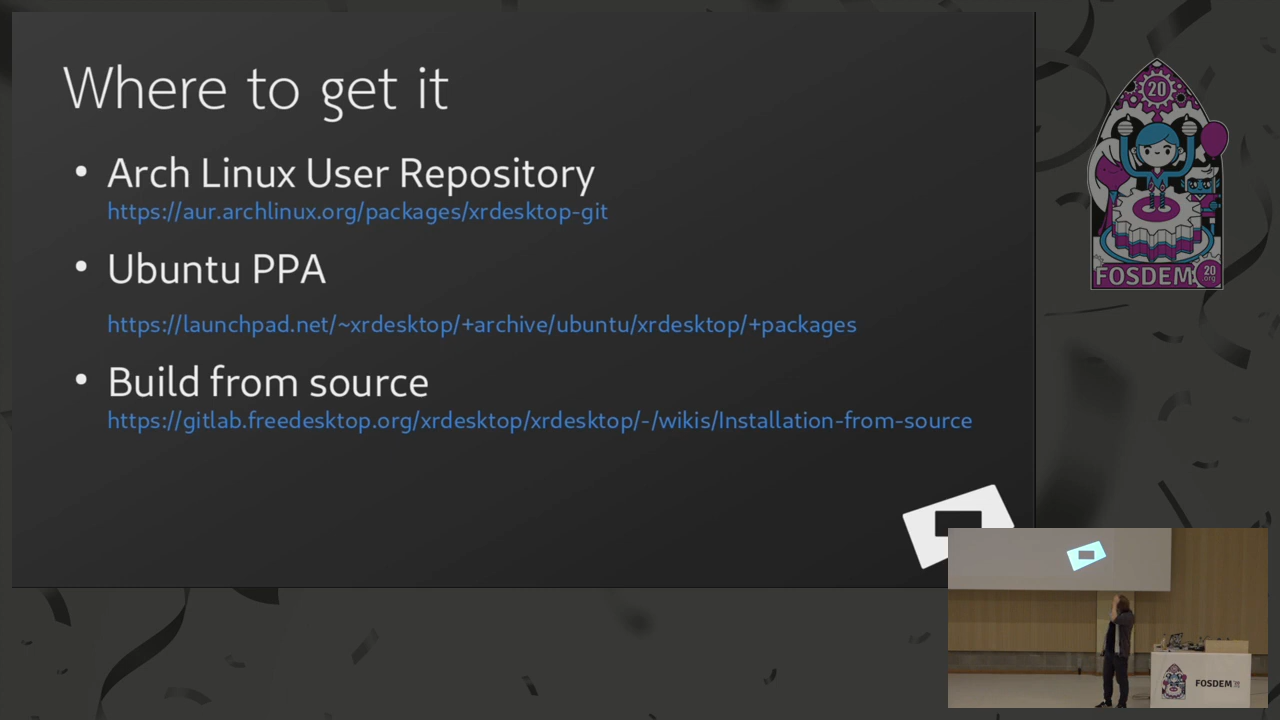 Where to get it
• Arch Linux User Repository
https://aur.archlinux.org/packages/xrdesktop-git
• Ubuntu PPA
https://launchpad.net/~xrdesktop/+archive/ubuntu/xrdesktop/+packages
• Build from source
https://gitlab.freedesktop.org/xrdesktop/xrdesktop/-/wikis/Installation-from-source
20
FOSDEM
20
.org
FOSDEM